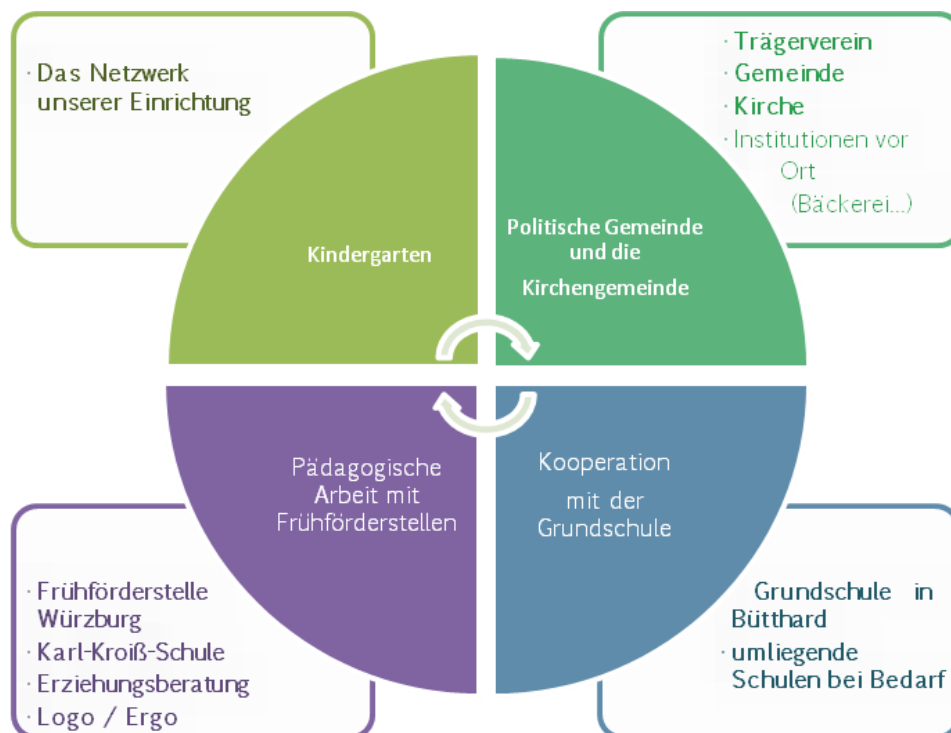 · Das Netzwerk
unserer Einrichtung
· Trägerverein
· Gemeinde
· Kirche
· Institutionen vor
Ort
(Bäckerei...)
Kindergarten
Politische Gemeinde
und die
Kirchengemeinde
Pädagogische
Arbeit mit
Frühförderstellen
Kooperation
mit der
Grundschule
· Frühförderstelle
Würzburg
· Karl-Kroiß-Schule
· Erziehungsberatung
· Logo / Ergo
Grundschule in
Bütthard
· umliegende
Schulen bei Bedarf